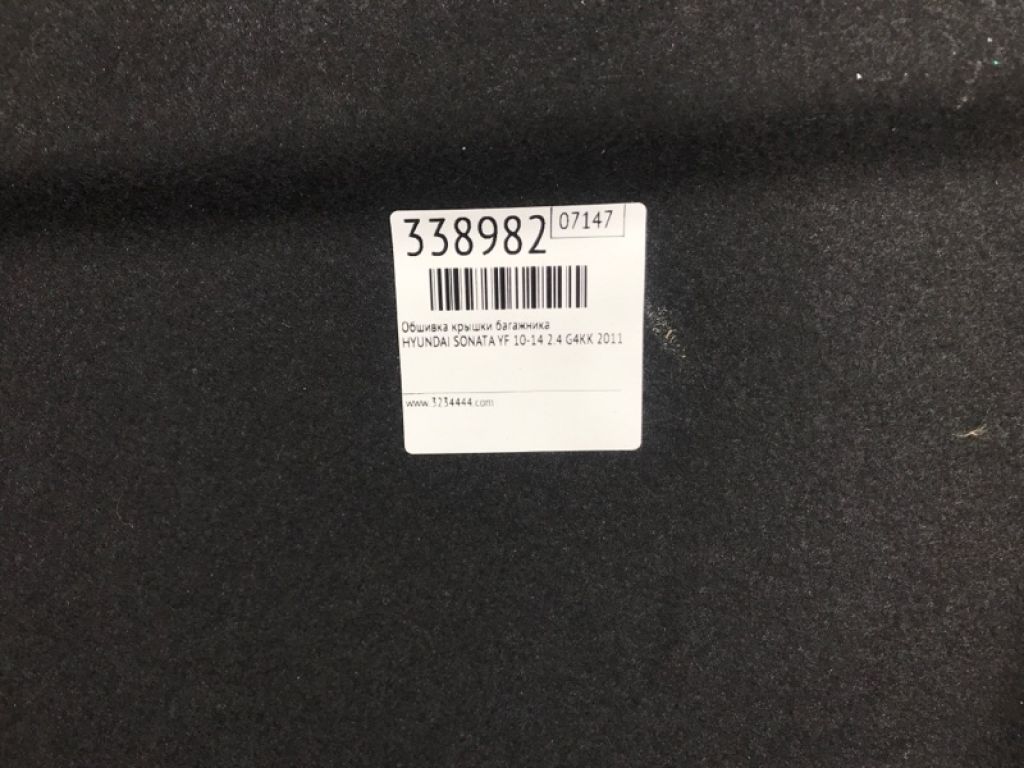 338982 07147
Обшивка крышки багажника
HYUNDAI SONATA YF 10-14 2.4 G4KK 2011
www.3234444.com